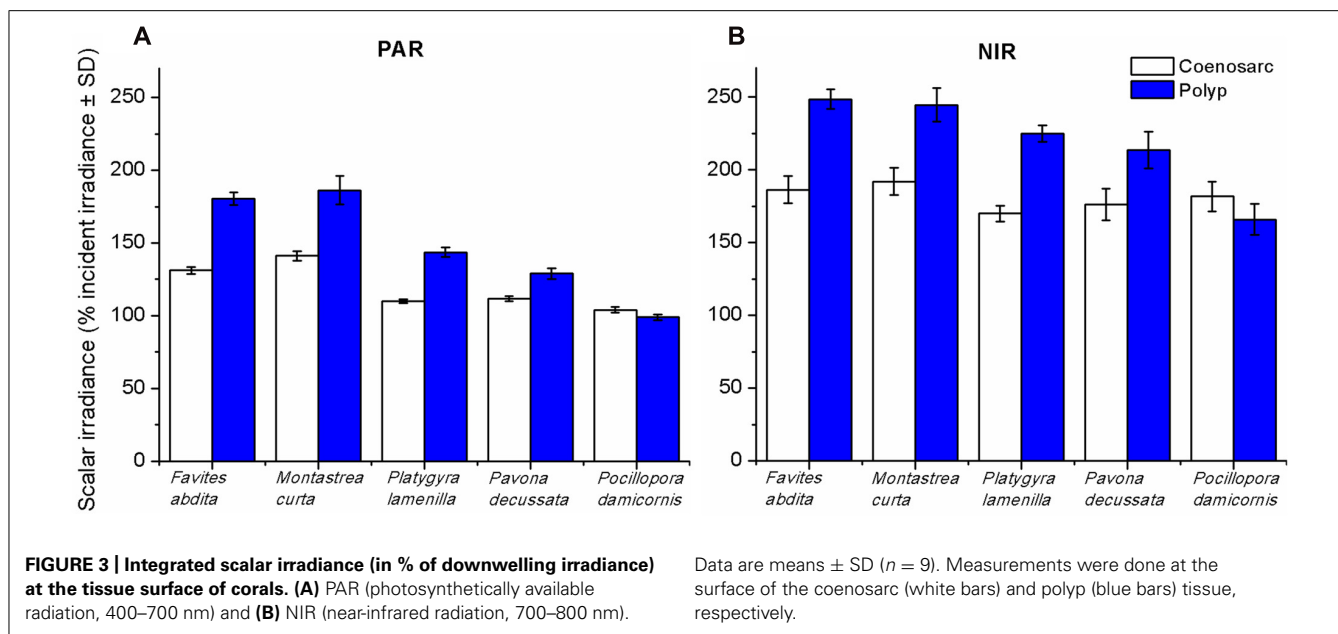 A
PAR
B
NIR
Coenosarc
Polyp
Scalar irradiance (% incident irradiance ± SD)
250
200
150
100
50
0
250
200
150
100
50
0
Favites abdita
Montastrea curta
Platygyra lamenilla
Pavona decussata
Pocillopora damicornis
Favites abdita
Montastrea curta
Platygyra lamenilla
Pavona decussata
Pocillopora damicornis
FIGURE 3 | Integrated scalar irradiance (in % of downwelling irradiance)
at the tissue surface of corals. (A) PAR (photosynthetically available
radiation, 400–700 nm) and (B) NIR (near-infrared radiation, 700–800 nm).
Data are means ± SD (n = 9). Measurements were done at the
surface of the coenosarc (white bars) and polyp (blue bars) tissue,
respectively.